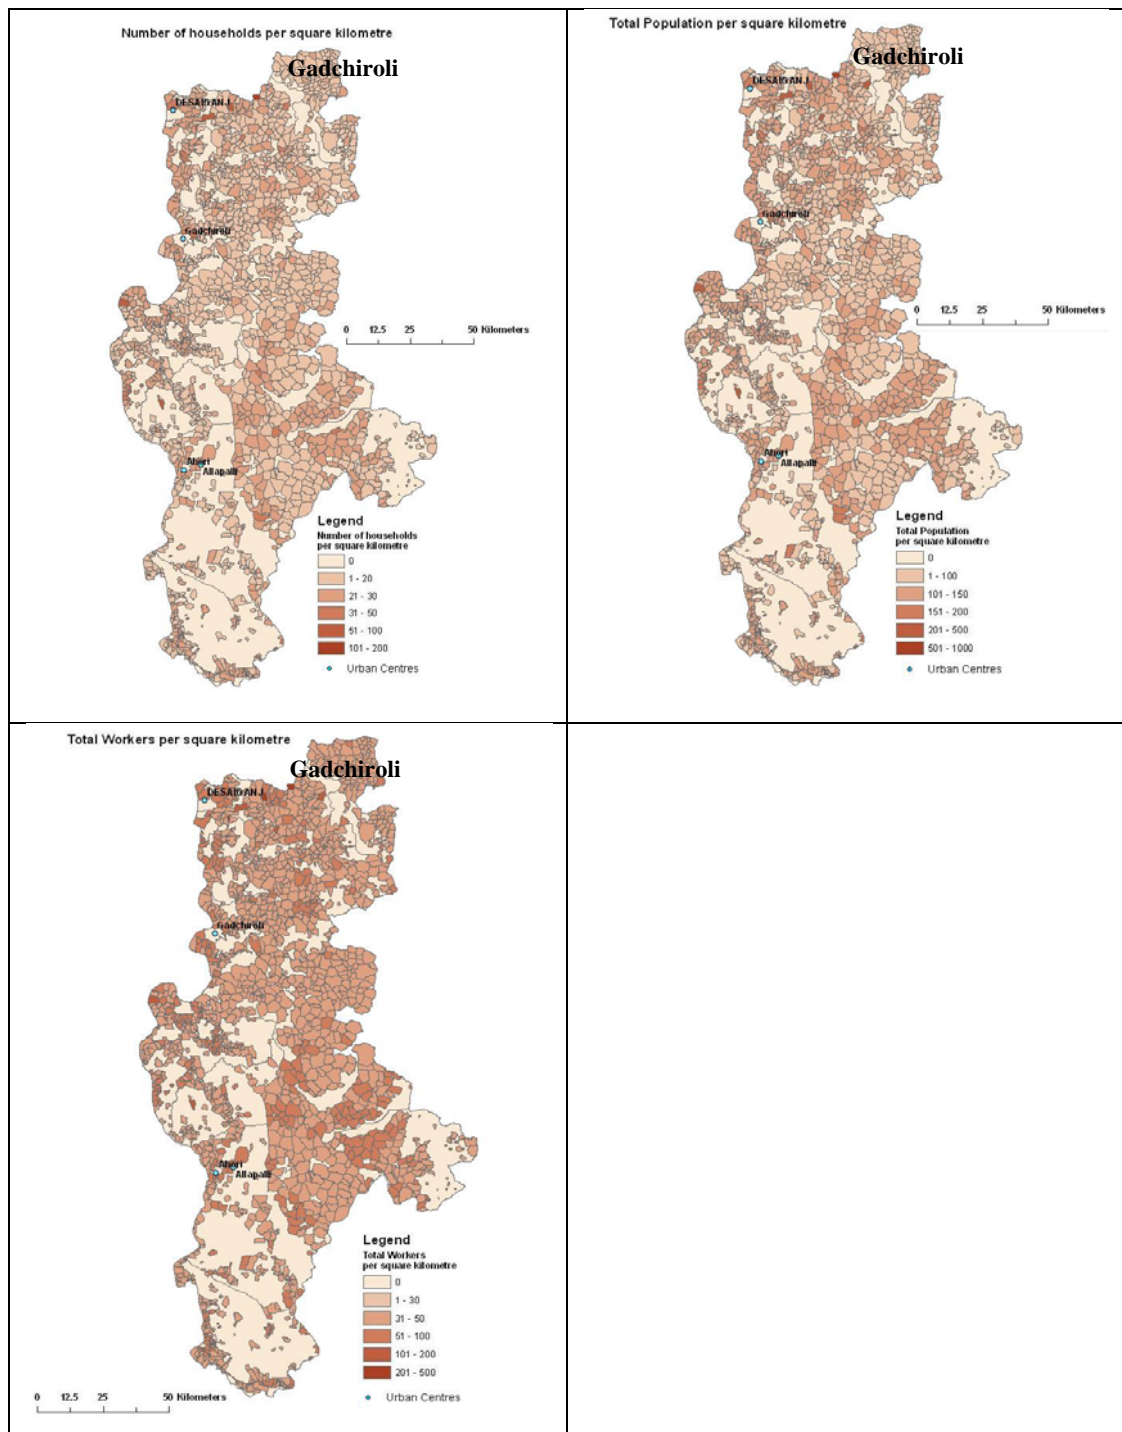 Number of households per square kilometre
Gadchiroli
DESAIGANJ
Gadchiroli
0 12.5 25 50 Kilometers
Aheri
Allapalli
Legend
Number of households
per square kilometre
0
1 - 20
21 - 30
31 - 50
51 - 100
101 - 200
Urban Centres
Total Population per square kilometre
Gadchiroli
DESAIGANJ
Gadchiroli
0 12.5 25 50 Kilometers
Aheri
Allapalli
Legend
Total Population
per square kilometre
0
1 - 100
101 - 150
151 - 200
201 - 500
501 - 1000
Urban Centres
Total Workers per square kilometre
Gadchiroli
DESAIGANJ
Gadchiroli
Aheri
Allapalli
Legend
Total Workers
per square kilometre
0
1 - 30
31 - 50
51 - 100
101 - 200
201 - 500
Urban Centres
0 12.5 25 50 Kilometers